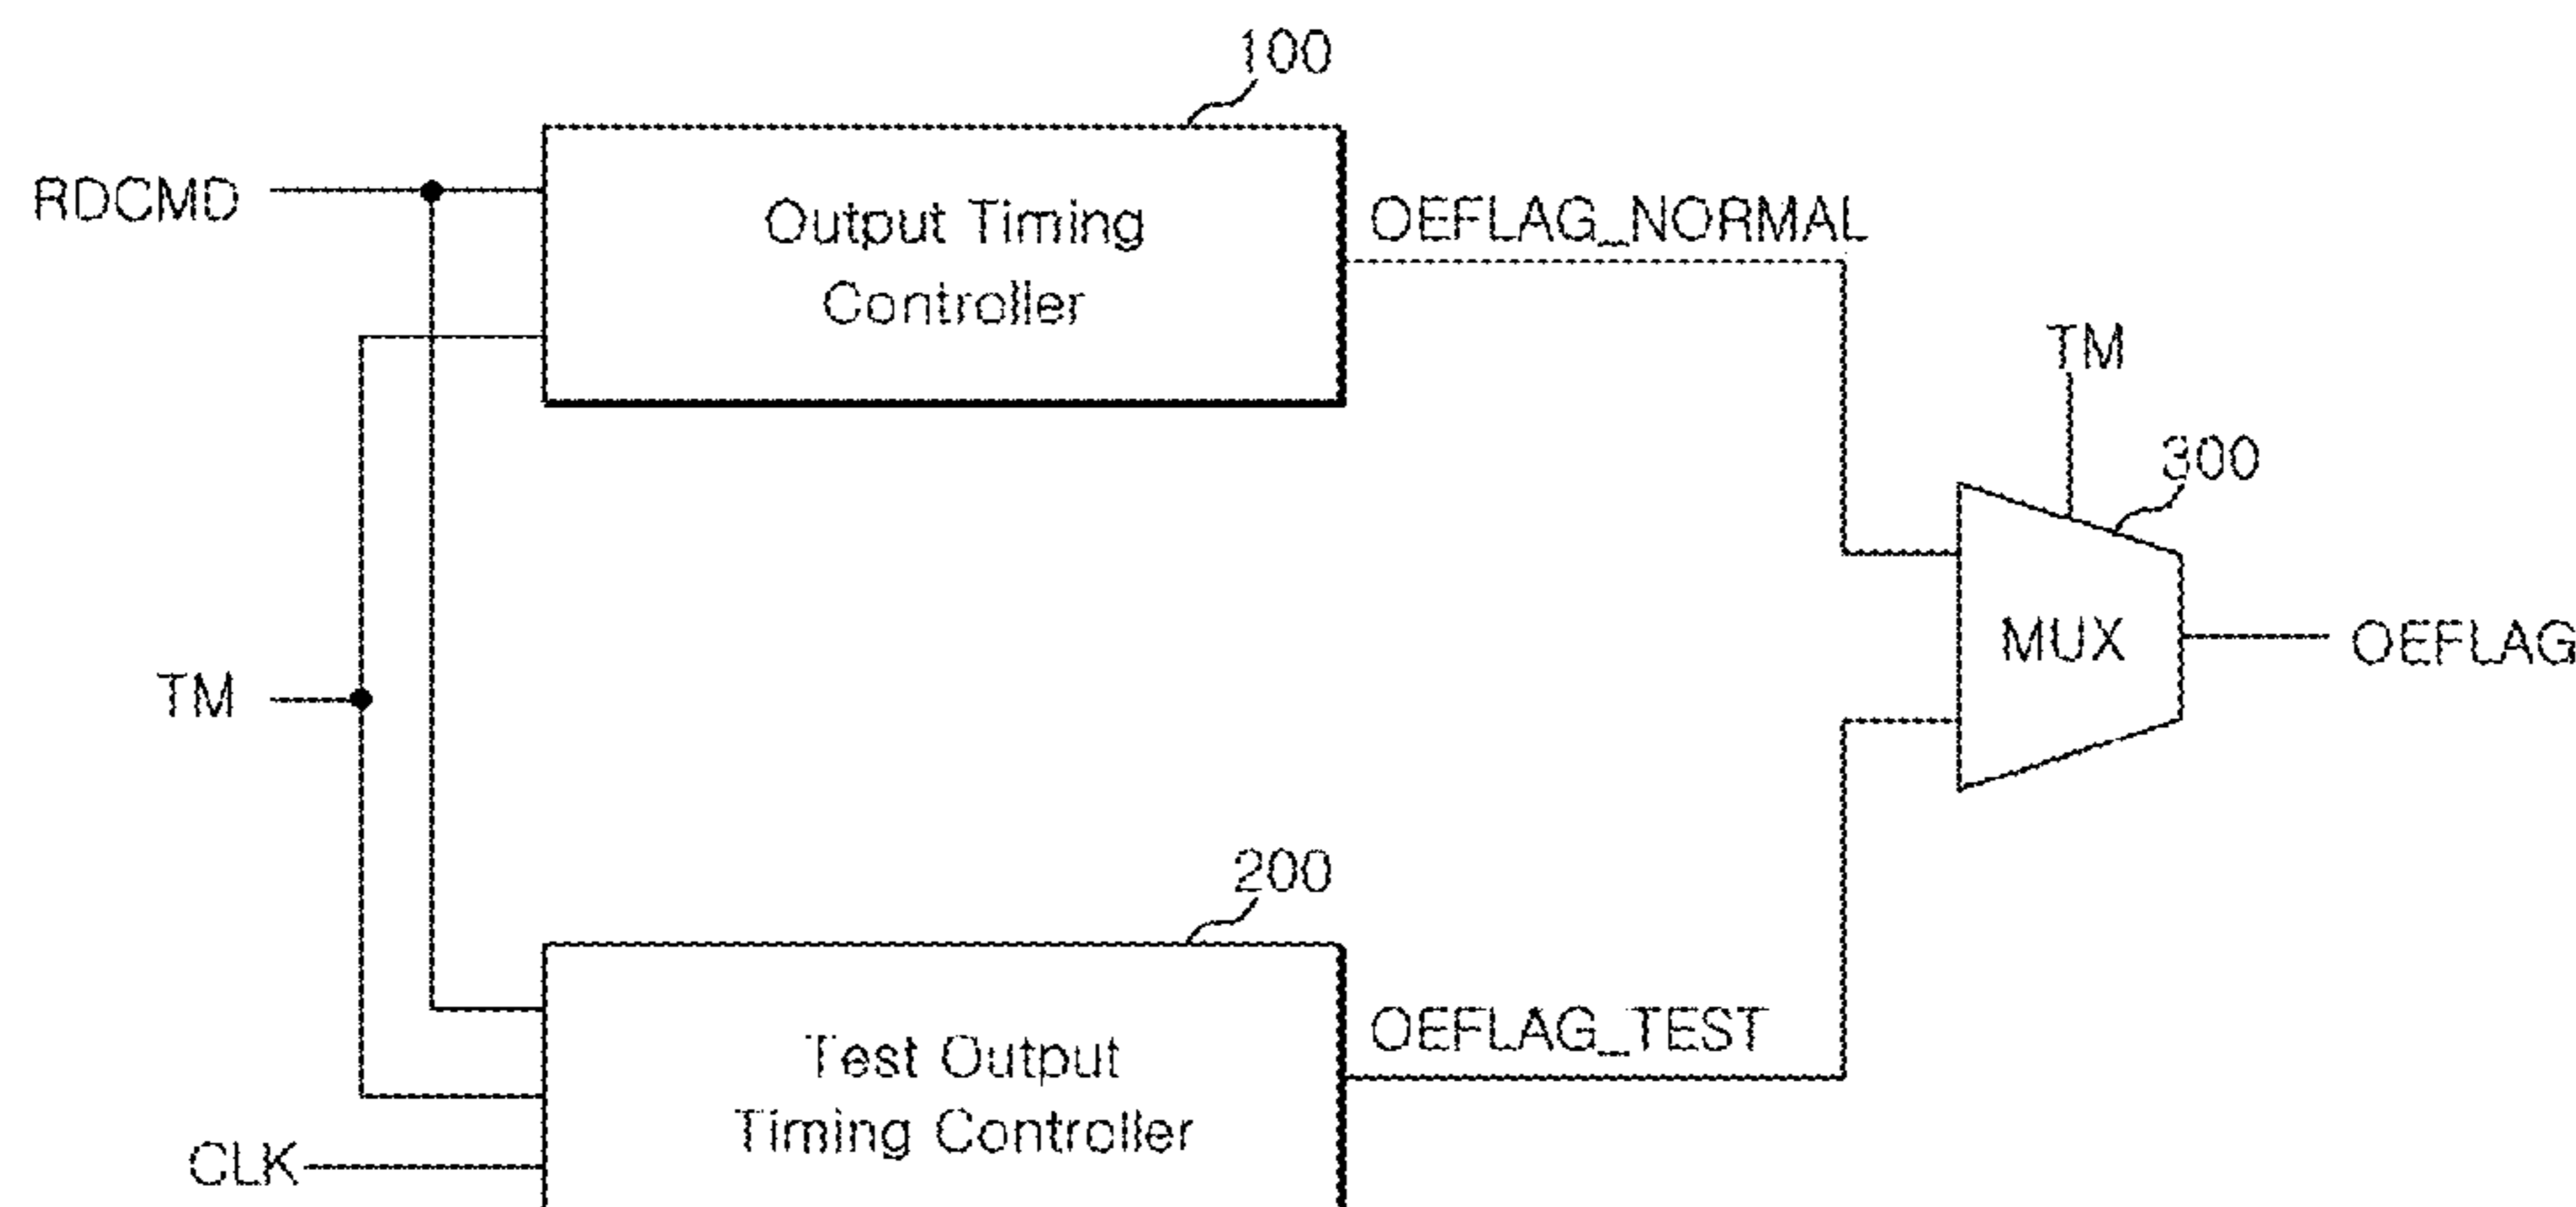 100
RDCMD
Output Timing
Controller
OEFLAG_NORMAL
TM
300
MUX
OEFLAG
TM
200
Test Output
Timing Controller
OEFLAG_TEST
CLK